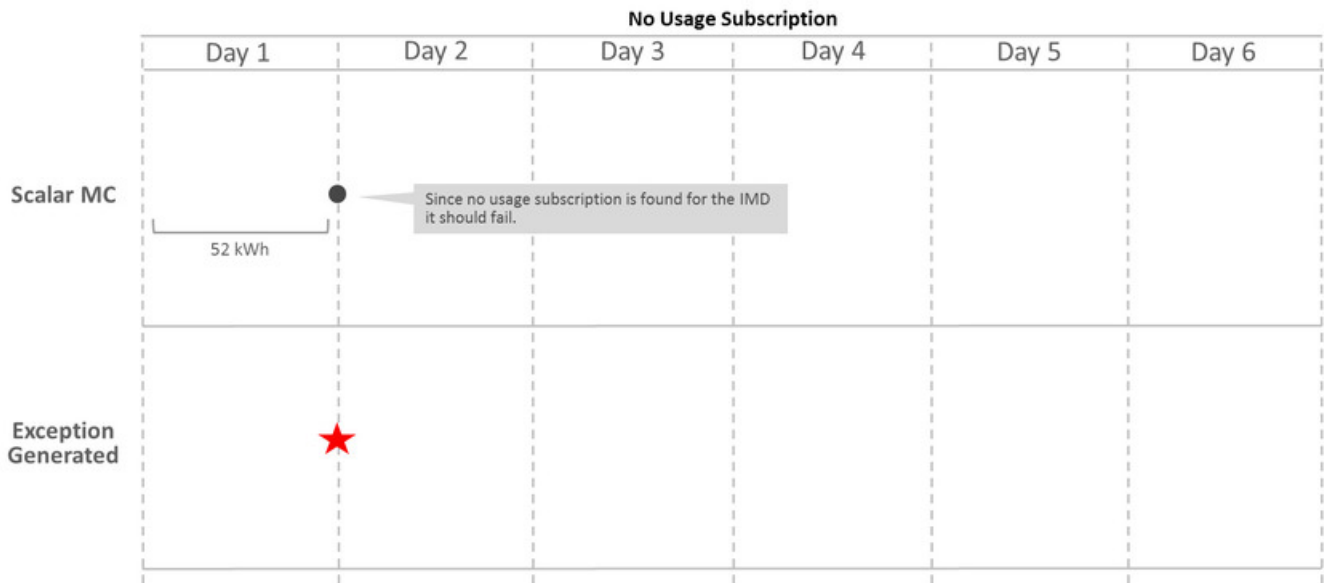 No Usage Subscription
Day 1 Day 2 Day 3 Day 4 Day 5 Day 6
Scalar MC
Since no usage subscription is found for the IMD
it should fail.
52 kWh
Exception
Generated